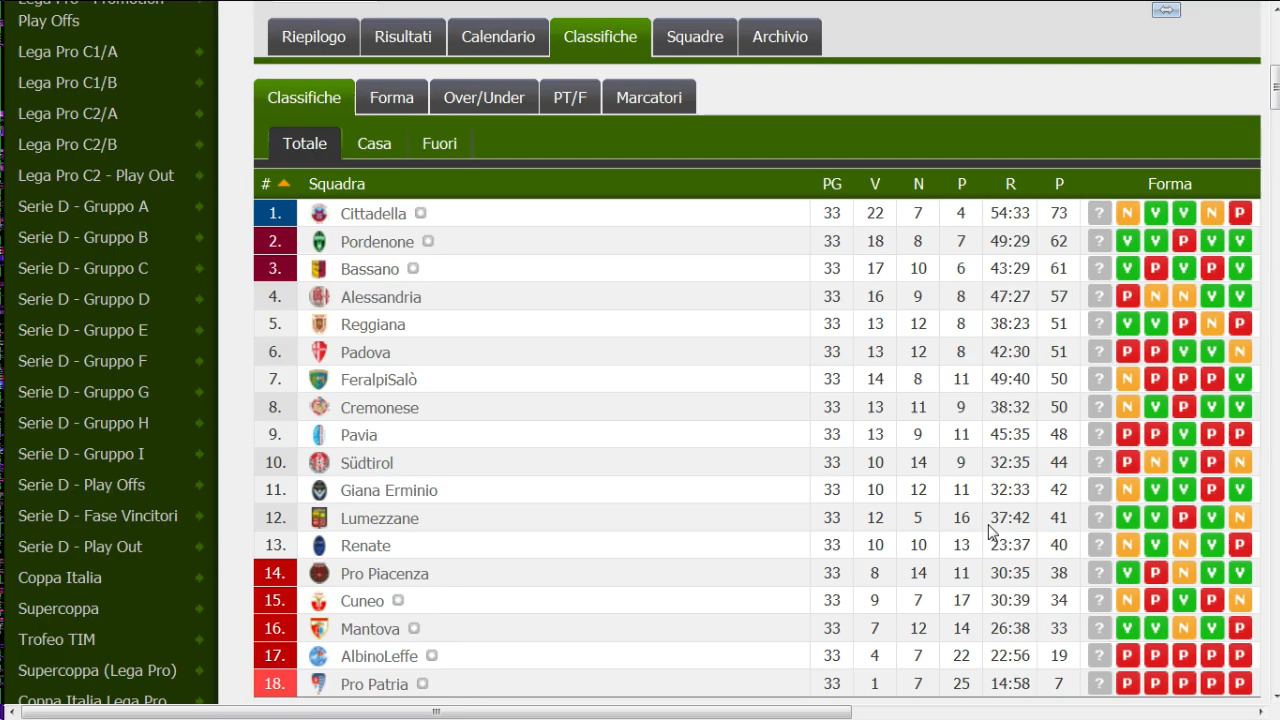 Lega Pro - Promotion
Play Offs
Lega Pro C1/A
Lega Pro C1/B
Lega Pro C2/A
Lega Pro C2/B
Lega Pro C2 - Play Out
Serie D - Gruppo A
Serie D - Gruppo B
Serie D - Gruppo C
Serie D - Gruppo D
Serie D - Gruppo E
Serie D - Gruppo F
Serie D - Gruppo G
Serie D - Gruppo H
Serie D - Gruppo I
Serie D - Play Offs
Serie D - Fase Vincitori
Serie D - Play Out
Coppa Italia
Supercoppa
Trofeo TIM
Supercoppa (Lega Pro)
Coppa Italia Lega Pro
Riepilogo Risultati Calendario Classifiche Squadre Archivio
Classifiche Forma Over/Under PT/F Marcatori
Totale Casa Fuori
# Squadra PG V N P R P Forma
1. Cittadella 33 22 7 4 54:33 73 ? N V V N P
2. Pordenone 33 18 8 7 49:29 62 ? V V P V V
3. Bassano 33 17 10 6 43:29 61 ? V P V P V
4. Alessandria 33 16 9 8 47:27 57 ? P N N V V
5. Reggiana 33 13 12 8 38:23 51 ? V V P N P
6. Padova 33 13 12 8 42:30 51 ? P P V V N
7. FeralpiSalò 33 14 8 11 49:40 50 ? N P P P V
8. Cremonese 33 13 11 9 38:32 50 ? N V P V V
9. Pavia 33 13 9 11 45:35 48 ? P P V P P
10. Südtirol 33 10 14 9 32:35 44 ? P N P P N
11. Giana Erminio 33 10 12 11 32:33 42 ? N V V P V
12. Lumezzane 33 12 5 16 37:42 41 ? V V P V N
13. Renate 33 10 10 13 23:37 40 ? N V N V P
14. Pro Piacenza 33 8 14 11 30:35 38 ? V P N V V
15. Cuneo 33 9 7 17 30:39 34 ? N P V P N
16. Mantova 33 7 12 14 26:38 33 ? V V N V P
17. AlbinoLeffe 33 4 7 22 22:56 19 ? P P P P P
18. Pro Patria 33 1 7 25 14:58 7 ? P P P P P